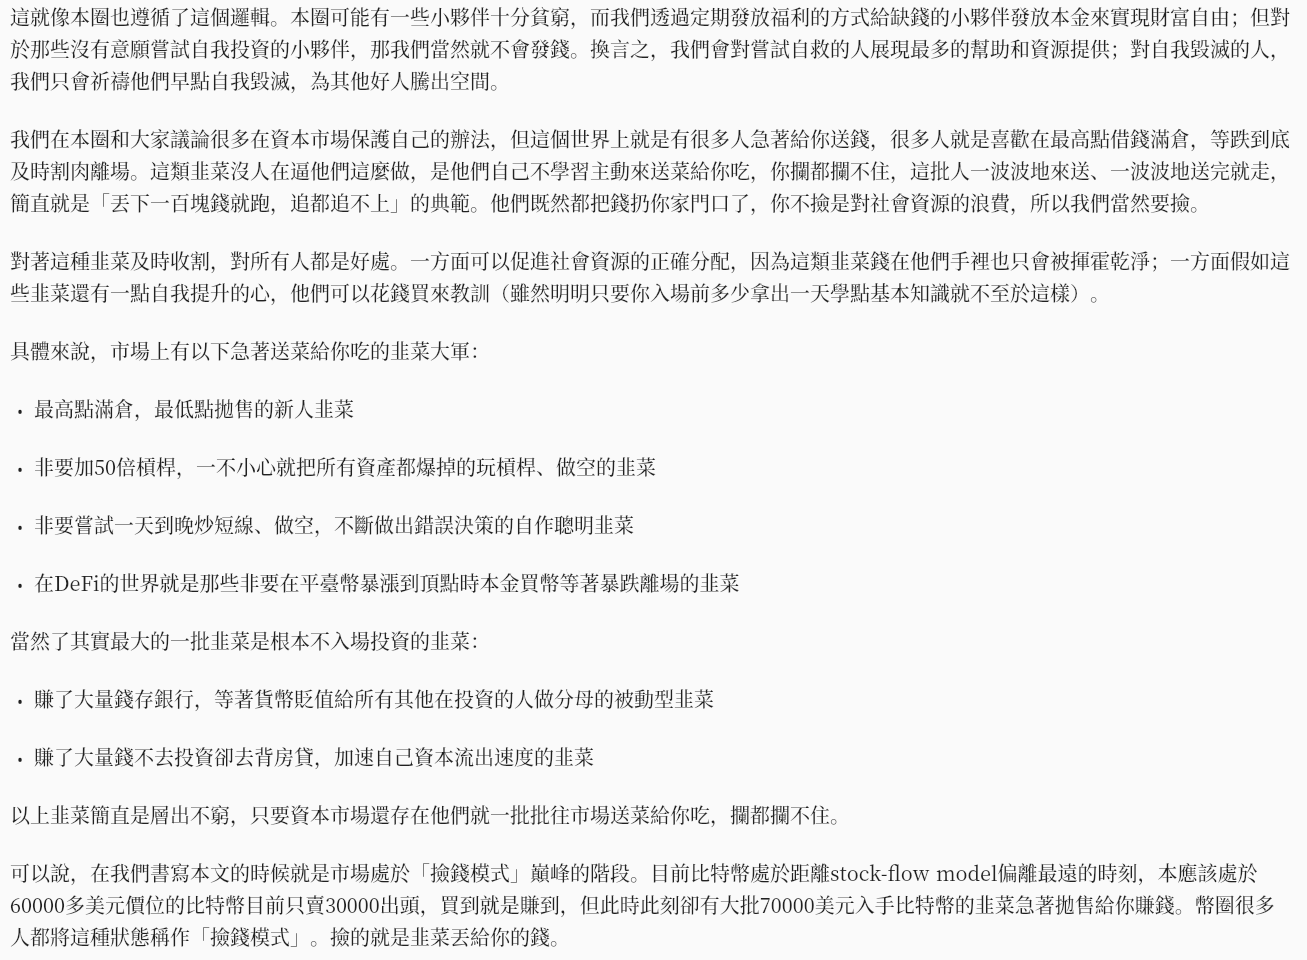 這就像本圈也遵循了這個邏輯。本圈可能有一些小夥伴十分貧窮，而我們透過定期發放福利的方式給缺錢的小夥伴發放本金來實現財富自由；但對
於那些沒有意願嘗試自我投資的小夥伴，那我們當然就不會發錢。換言之，我們會對嘗試自救的人展現最多的幫助和資源提供；對自我毀滅的人，
我們只會祈禱他們早點自我毀滅，為其他好人騰出空間。
我們在本圈和大家議論很多在資本市場保護自己的辦法，但這個世界上就是有很多人急著給你送錢，很多人就是喜歡在最高點借錢滿倉，等跌到底
及時割肉離場。這類韭菜沒人在逼他們這麼做，是他們自己不學習主動來送菜給你吃，你攔都攔不住，這批人一波波地來送、一波波地送完就走，
簡直就是「丟下一百塊錢就跑，追都追不上」的典範。他們既然都把錢扔你家門口了，你不撿是對社會資源的浪費，所以我們當然要撿。
對著這種韭菜及時收割，對所有人都是好處。一方面可以促進社會資源的正確分配，因為這類韭菜錢在他們手裡也只會被揮霍乾淨；一方面假如這
些韭菜還有一點自我提升的心，他們可以花錢買來教訓（雖然明明只要你入場前多少拿出一天學點基本知識就不至於這樣）。
具體來說，市場上有以下急著送菜給你吃的韭菜大軍：
• 最高點滿倉，最低點拋售的新人韭菜
• 非要加50倍槓桿，一不小心就把所有資產都爆掉的玩槓桿、做空的韭菜
• 非要嘗試一天到晚炒短線、做空，不斷做出錯誤決策的自作聰明韭菜
• 在DeFi的世界就是那些非要在平臺幣暴漲到頂點時本金買幣等著暴跌離場的韭菜
當然了其實最大的一批韭菜是根本不入場投資的韭菜：
• 賺了大量錢存銀行，等著貨幣貶值給所有其他在投資的人做分母的被動型韭菜
• 賺了大量錢不去投資卻去背房貸，加速自己資本流出速度的韭菜
以上韭菜簡直是層出不窮，只要資本市場還存在他們就一批批往市場送菜給你吃，攔都攔不住。
可以說，在我們書寫本文的時候就是市場處於「撿錢模式」巔峰的階段。目前比特幣處於距離stock-flow model偏離最遠的時刻，本應該處於
60000多美元價位的比特幣目前只賣30000出頭，買到就是賺到，但此時此刻卻有大批70000美元入手比特幣的韭菜急著拋售給你賺錢。幣圈很多
人都將這種狀態稱作「撿錢模式」。撿的就是韭菜丟給你的錢。